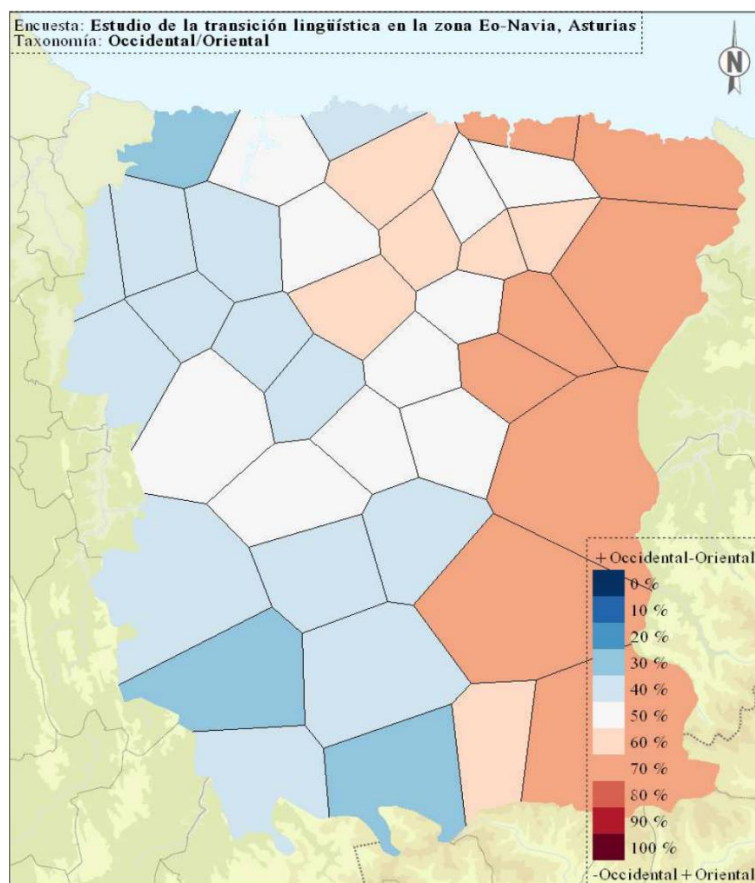 Encuesta: Estudio de la transición lingüística en la zona Eo-Navia, Asturias
Taxonomía: Occidental/Oriental
N
+Occidental-Oriental
0 %
10 %
20 %
30 %
40 %
50 %
60 %
70 %
80 %
90 %
100 %
-Occidental+Oriental